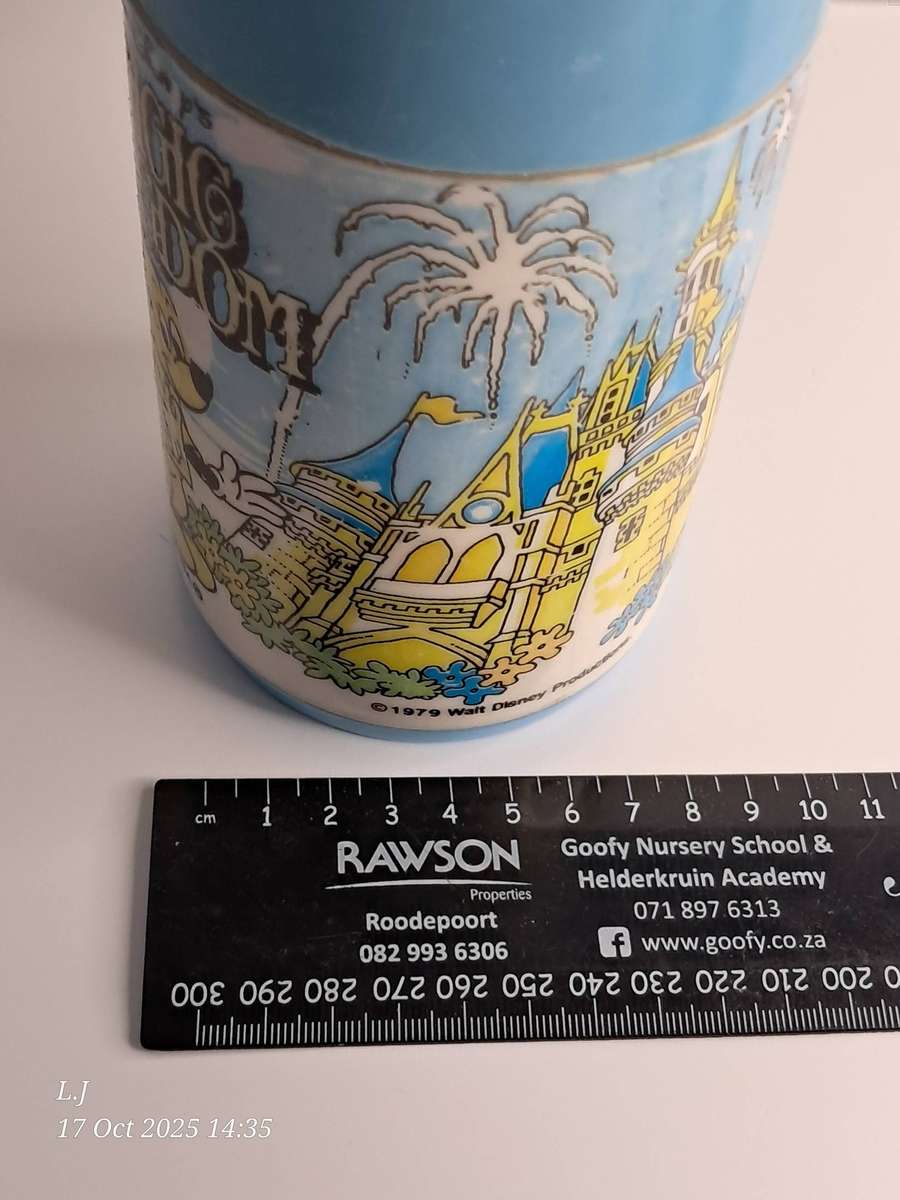 GIC
GDOM
©1979 Walt Disney Productions
cm 1 2 3 4 5 6 7 8 9 10 11
RAWSON
Properties
Roodepoort
082 993 6306
Goofy Nursery School &
Helderkruin Academy
071 897 6313
f www.goofy.co.za
300 290 280 270 260 250 240 230 220 210 200
L.J
17 Oct 2025 14:35